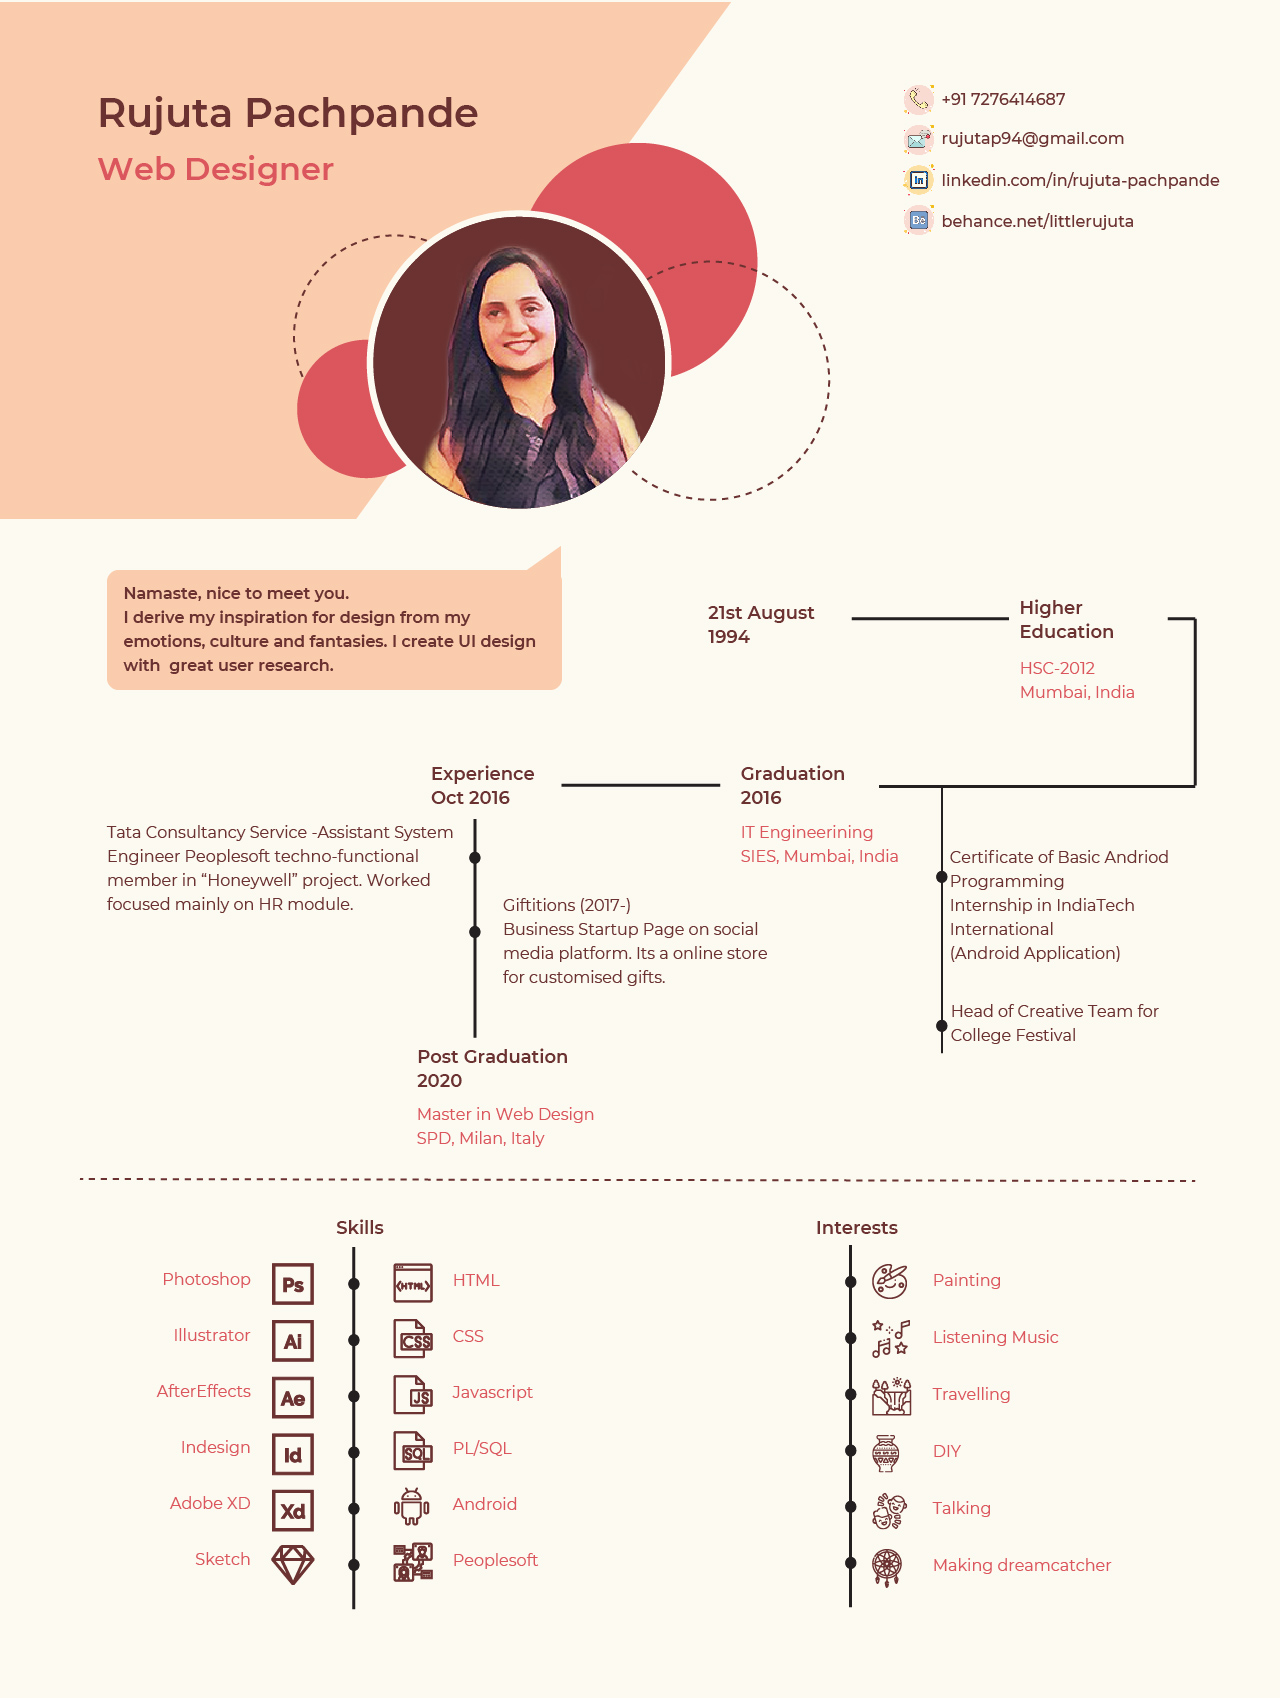 Rujuta Pachpande
Web Designer
+91 7276414687
rujutap94@gmail.com
linkedin.com/in/rujuta-pachpande
behance.net/littlerujuta
in
Be
Namaste, nice to meet you.
I derive my inspiration for design from my
emotions, culture and fantasies. I create UI design
with great user research.
21st August
1994
Higher
Education
HSC-2012
Mumbai, India
Graduation
2016
IT Engineerining
SIES, Mumbai, India
Certificate of Basic Andriod
Programming
Internship in IndiaTech
International
(Android Application)
Head of Creative Team for
College Festival
Experience
Oct 2016
Tata Consultancy Service -Assistant System
Engineer Peoplesoft techno-functional
member in “Honeywell” project. Worked
focused mainly on HR module.
Giftitions (2017-)
Business Startup Page on social
media platform. Its a online store
for customised gifts.
Post Graduation
2020
Master in Web Design
SPD, Milan, Italy
Skills
Photoshop
Ps
Illustrator
Ai
AfterEffects
Ae
Indesign
Id
Adobe XD
Xd
Sketch
<HTML>
HTML
CSS
CSS
JS
Javascript
SQL
PL/SQL
Android
Peoplesoft
Interests
Painting
Listening Music
Travelling
DIY
Talking
Making dreamcatcher